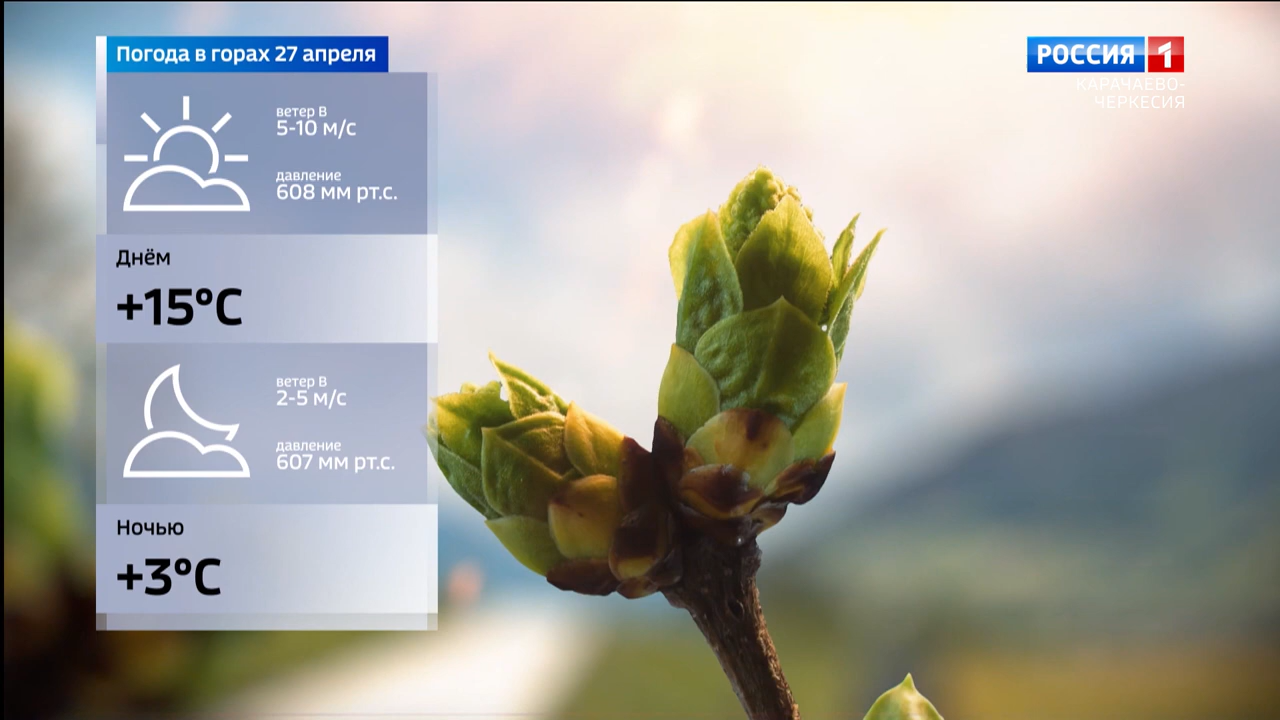 Погода в горах 27 апреля
ветер В
5-10 м/с
давление
608 мм рт.с.
Днём
+15°C
ветер В
2-5 м/с
давление
607 мм рт.с.
Ночью
+3°C
РОССИЯ 1
КАРАЧАЕВО-
ЧЕРКЕСИЯ